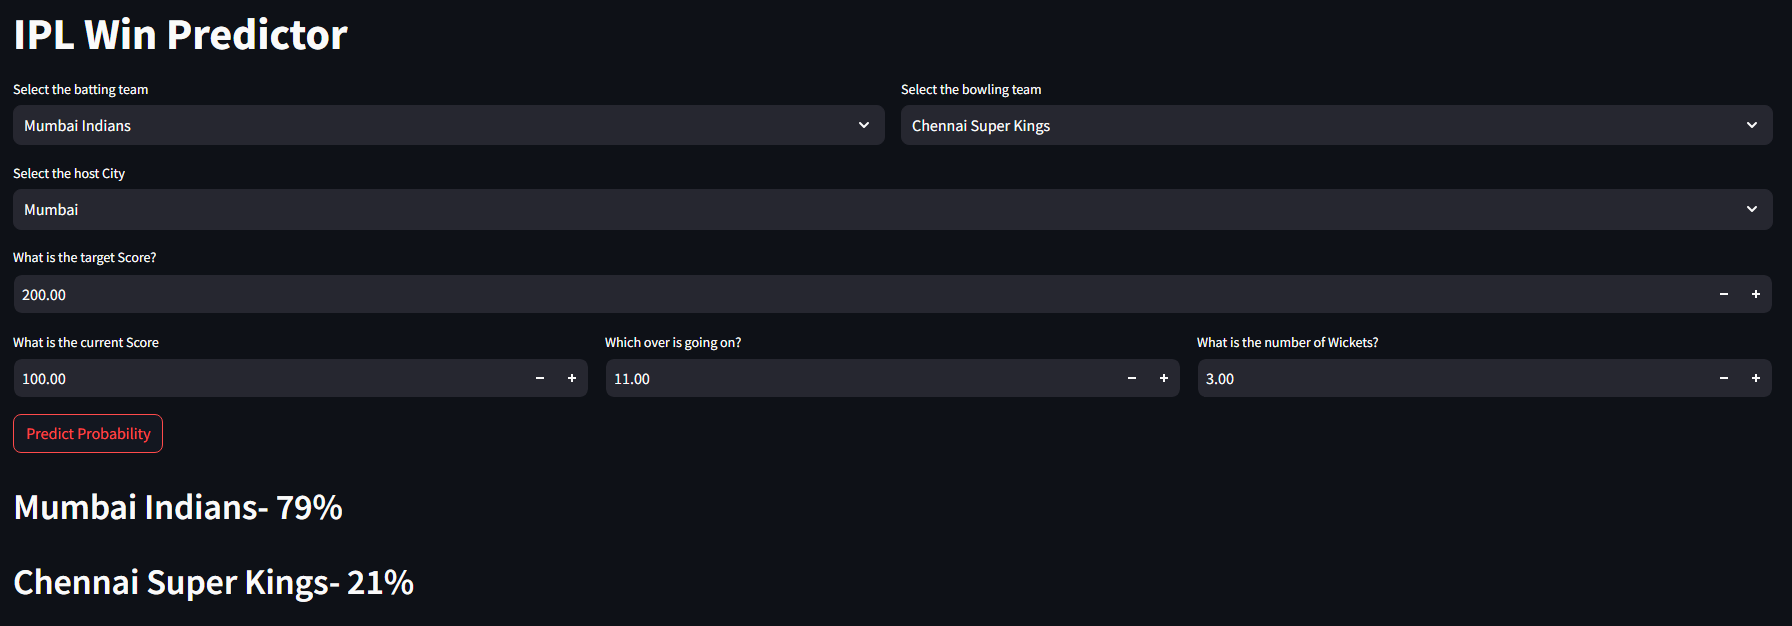 IPL Win Predictor
Select the batting team
Select the bowling team
Mumbai Indians
Chennai Super Kings
Select the host City
Mumbai
What is the target Score?
200.00
What is the current Score
Which over is going on?
What is the number of Wickets?
100.00
11.00
3.00
Predict Probability
Mumbai Indians- 79%
Chennai Super Kings- 21%